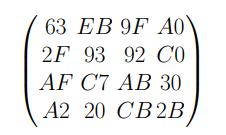 63 EB 9F A0
2F 93 92 C0
AF C7 AB 30
A2 20 CB 2B